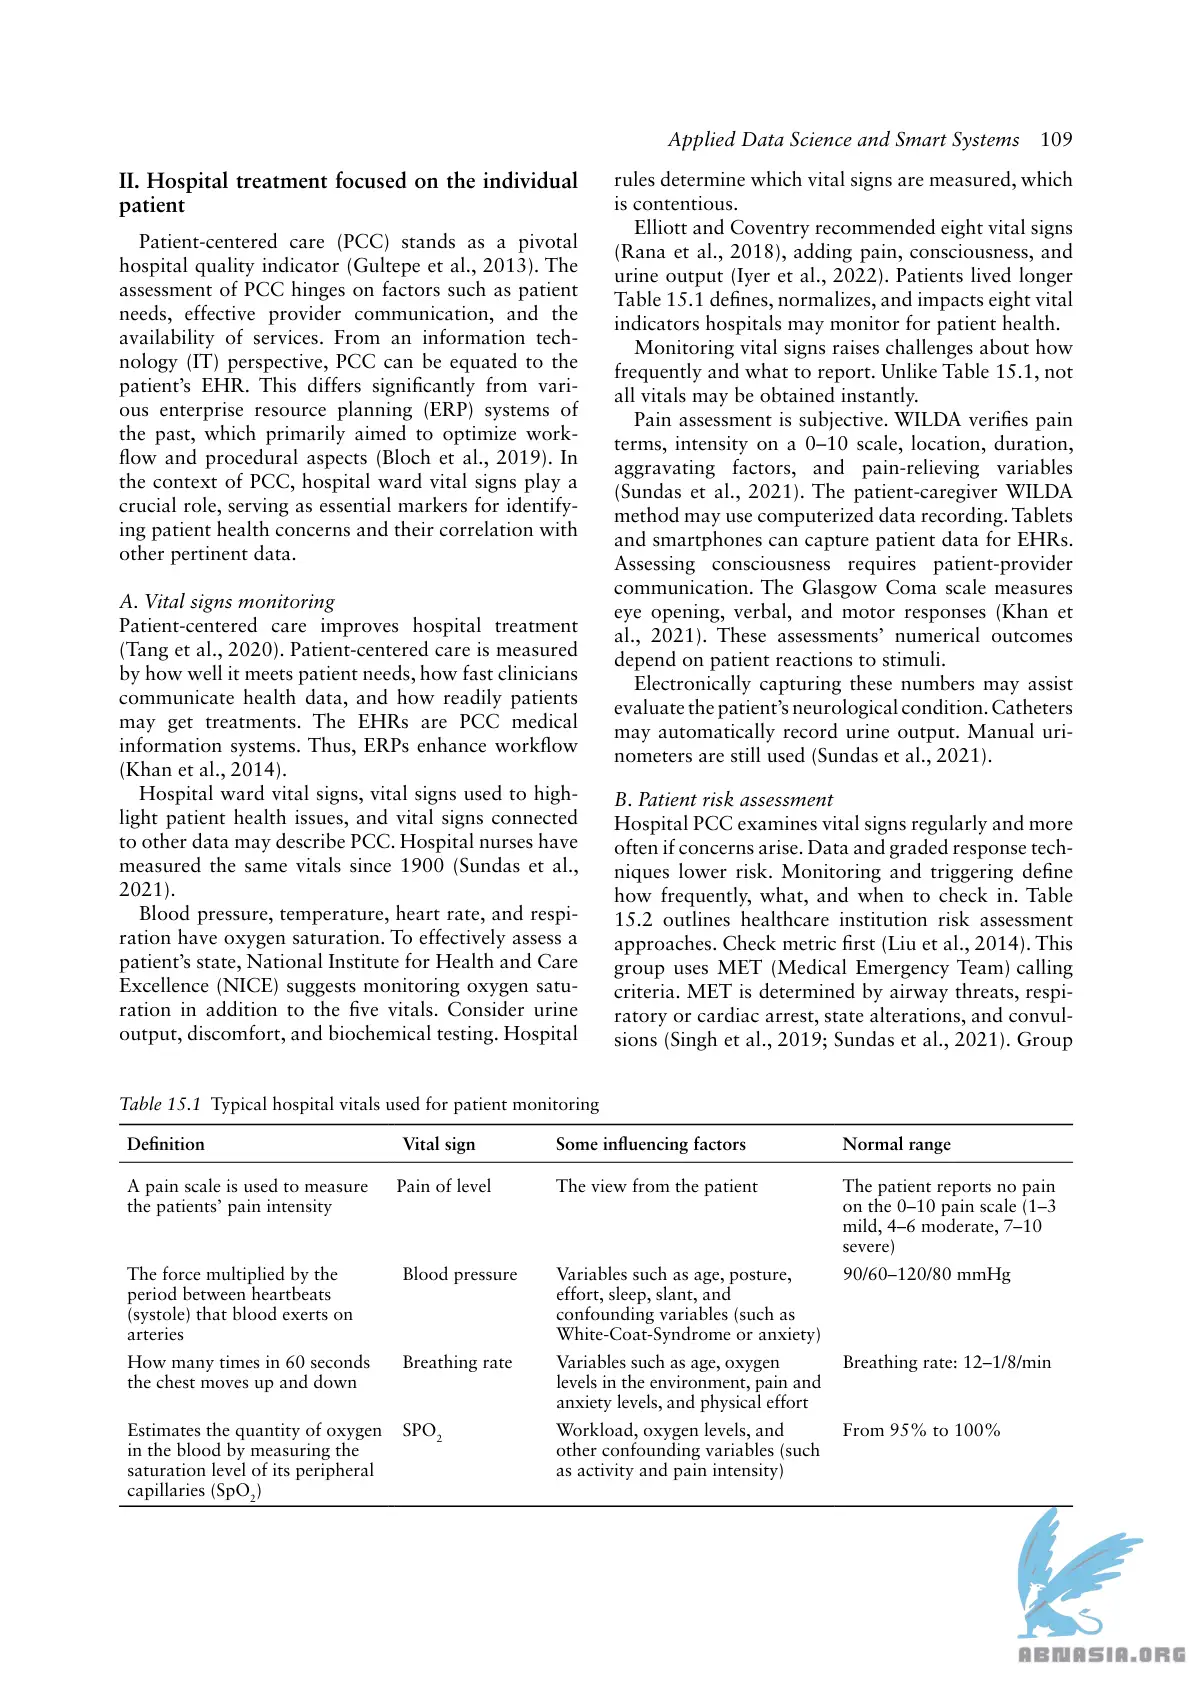 Applied Data Science and Smart Systems 109
II. Hospital treatment focused on the individual
patient
Patient-centered care (PCC) stands as a pivotal
hospital quality indicator (Gultepe et al., 2013). The
assessment of PCC hinges on factors such as patient
needs, effective provider communication, and the
availability of services. From an information tech-
nology (IT) perspective, PCC can be equated to the
patient's EHR. This differs significantly from vari-
ous enterprise resource planning (ERP) systems of
the past, which primarily aimed to optimize work-
flow and procedural aspects (Bloch et al., 2019). In
the context of PCC, hospital ward vital signs play a
crucial role, serving as essential markers for identify-
ing patient health concerns and their correlation with
other pertinent data.
A. Vital signs monitoring
Patient-centered care improves hospital treatment
(Tang et al., 2020). Patient-centered care is measured
by how well it meets patient needs, how fast clinicians
communicate health data, and how readily patients
may get treatments. The EHRs are PCC medical
information systems. Thus, ERPs enhance workflow
(Khan et al., 2014).
Hospital ward vital signs, vital signs used to high-
light patient health issues, and vital signs connected
to other data may describe PCC. Hospital nurses have
measured the same vitals since 1900 (Sundas et al.,
2021).
Blood pressure, temperature, heart rate, and respi-
ration have oxygen saturation. To effectively assess a
patient's state, National Institute for Health and Care
Excellence (NICE) suggests monitoring oxygen satu-
ration in addition to the five vitals. Consider urine
output, discomfort, and biochemical testing. Hospital
rules determine which vital signs are measured, which
is contentious.
Elliott and Coventry recommended eight vital signs
(Rana et al., 2018), adding pain, consciousness, and
urine output (Iyer et al., 2022). Patients lived longer
Table 15.1 defines, normalizes, and impacts eight vital
indicators hospitals may monitor for patient health.
Monitoring vital signs raises challenges about how
frequently and what to report. Unlike Table 15.1, not
all vitals may be obtained instantly.
Pain assessment is subjective. WILDA verifies pain
terms, intensity on a 0–10 scale, location, duration,
aggravating factors, and pain-relieving variables
(Sundas et al., 2021). The patient-caregiver WILDA
method may use computerized data recording. Tablets
and smartphones can capture patient data for EHRs.
Assessing consciousness requires patient-provider
communication. The Glasgow Coma scale measures
eye opening, verbal, and motor responses (Khan et
al., 2021). These assessments' numerical outcomes
depend on patient reactions to stimuli.
Electronically capturing these numbers may assist
evaluate the patient's neurological condition. Catheters
may automatically record urine output. Manual uri-
nometers are still used (Sundas et al., 2021).
B. Patient risk assessment
Hospital PCC examines vital signs regularly and more
often if concerns arise. Data and graded response tech-
niques lower risk. Monitoring and triggering define
how frequently, what, and when to check in. Table
15.2 outlines healthcare institution risk assessment
approaches. Check metric first (Liu et al., 2014). This
group uses MET (Medical Emergency Team) calling
criteria. MET is determined by airway threats, respi-
ratory or cardiac arrest, state alterations, and convul-
sions (Singh et al., 2019; Sundas et al., 2021). Group
Table 15.1 Typical hospital vitals used for patient monitoring
Definition Vital sign Some influencing factors Normal range
A pain scale is used to measure Pain of level The view from the patient The patient reports no pain
the patients' pain intensity on the 0–10 pain scale (1–3
mild, 4–6 moderate, 7–10
severe)
The force multiplied by the Blood pressure Variables such as age, posture, 90/60–120/80 mmHg
period between heartbeats effort, sleep, slant, and
(systole) that blood exerts on confounding variables (such as
arteries White-Coat-Syndrome or anxiety)
How many times in 60 seconds Breathing rate Variables such as age, oxygen Breathing rate: 12–1/8/min
the chest moves up and down levels in the environment, pain and
anxiety levels, and physical effort
Estimates the quantity of oxygen SPO2 Workload, oxygen levels, and From 95% to 100%
in the blood by measuring the other confounding variables (such
saturation level of its peripheral as activity and pain intensity)
capillaries (SpO2)
ABNASIA.ORG